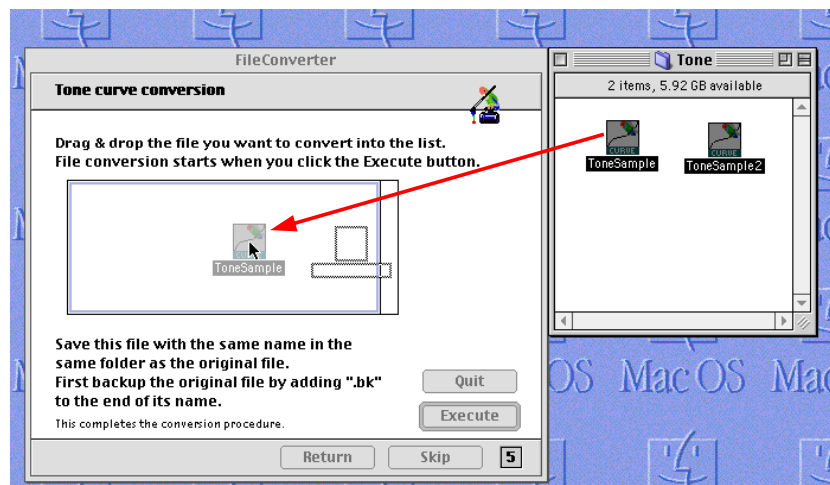 FileConverter
Tone curve conversion
Drag & drop the file you want to convert into the list.
File conversion starts when you click the Execute button.
ToneSample
Save this file with the same name in the
same folder as the original file.
First backup the original file by adding ".bk"
to the end of its name.
This completes the conversion procedure.
Quit
Execute
Return
Skip
5
Tone
2 items, 5.92 GB available
CURVE
ToneSample
CURVE
ToneSample2
OS
Mac OS
Mac